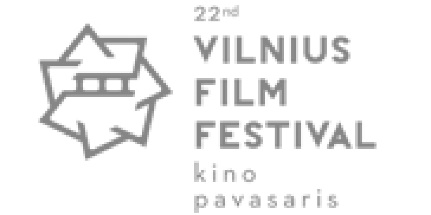 22nd
VILNIUS
FILM
FESTIVAL
kino
pavasaris